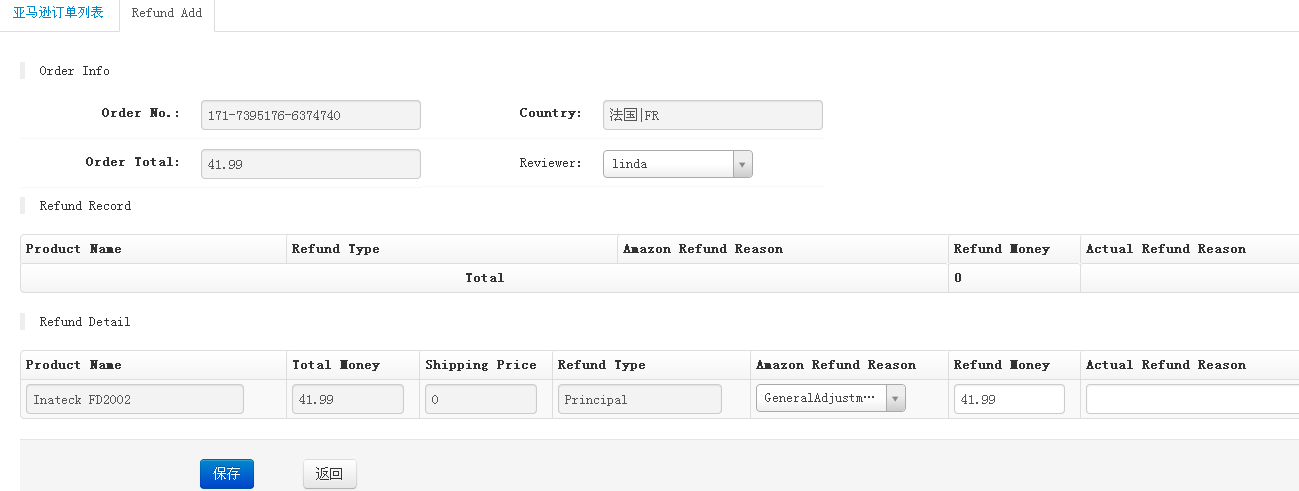 亚马逊订单列表 Refund Add
Order Info
Order No.: 171-7395176-6374740 Country: 法国|FR
Order Total: 41.99 Reviewer: linda
Refund Record
Product Name Refund Type Amazon Refund Reason Refund Money Actual Refund Reason
Total 0
Refund Detail
Product Name Total Money Shipping Price Refund Type Amazon Refund Reason Refund Money Actual Refund Reason
Inateck FD2002 41.99 0 Principal GeneralAdjustm… 41.99
保存 返回